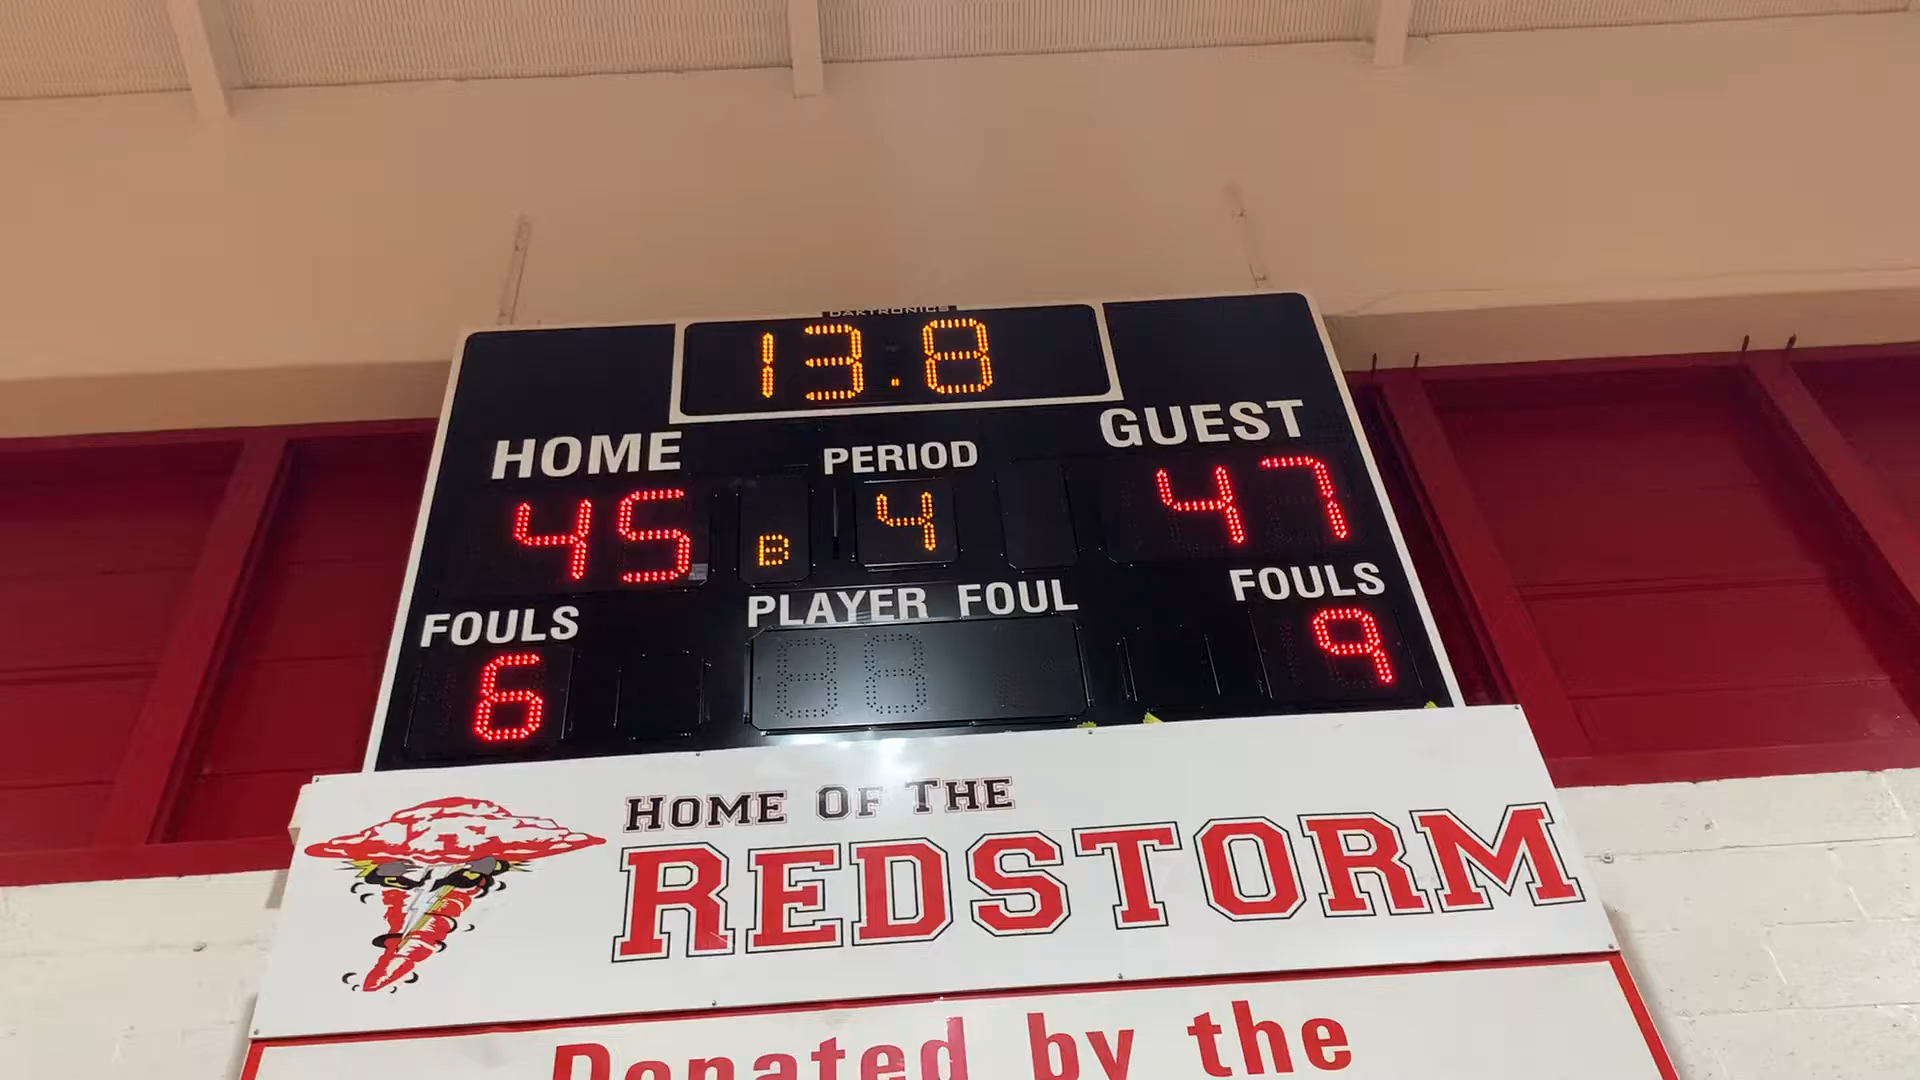 DAKTRONICS
13.8
HOME PERIOD GUEST
45 B 4 47
FOULS PLAYER FOUL FOULS
6 9
HOME OF THE
REDSTORM
Donated by the